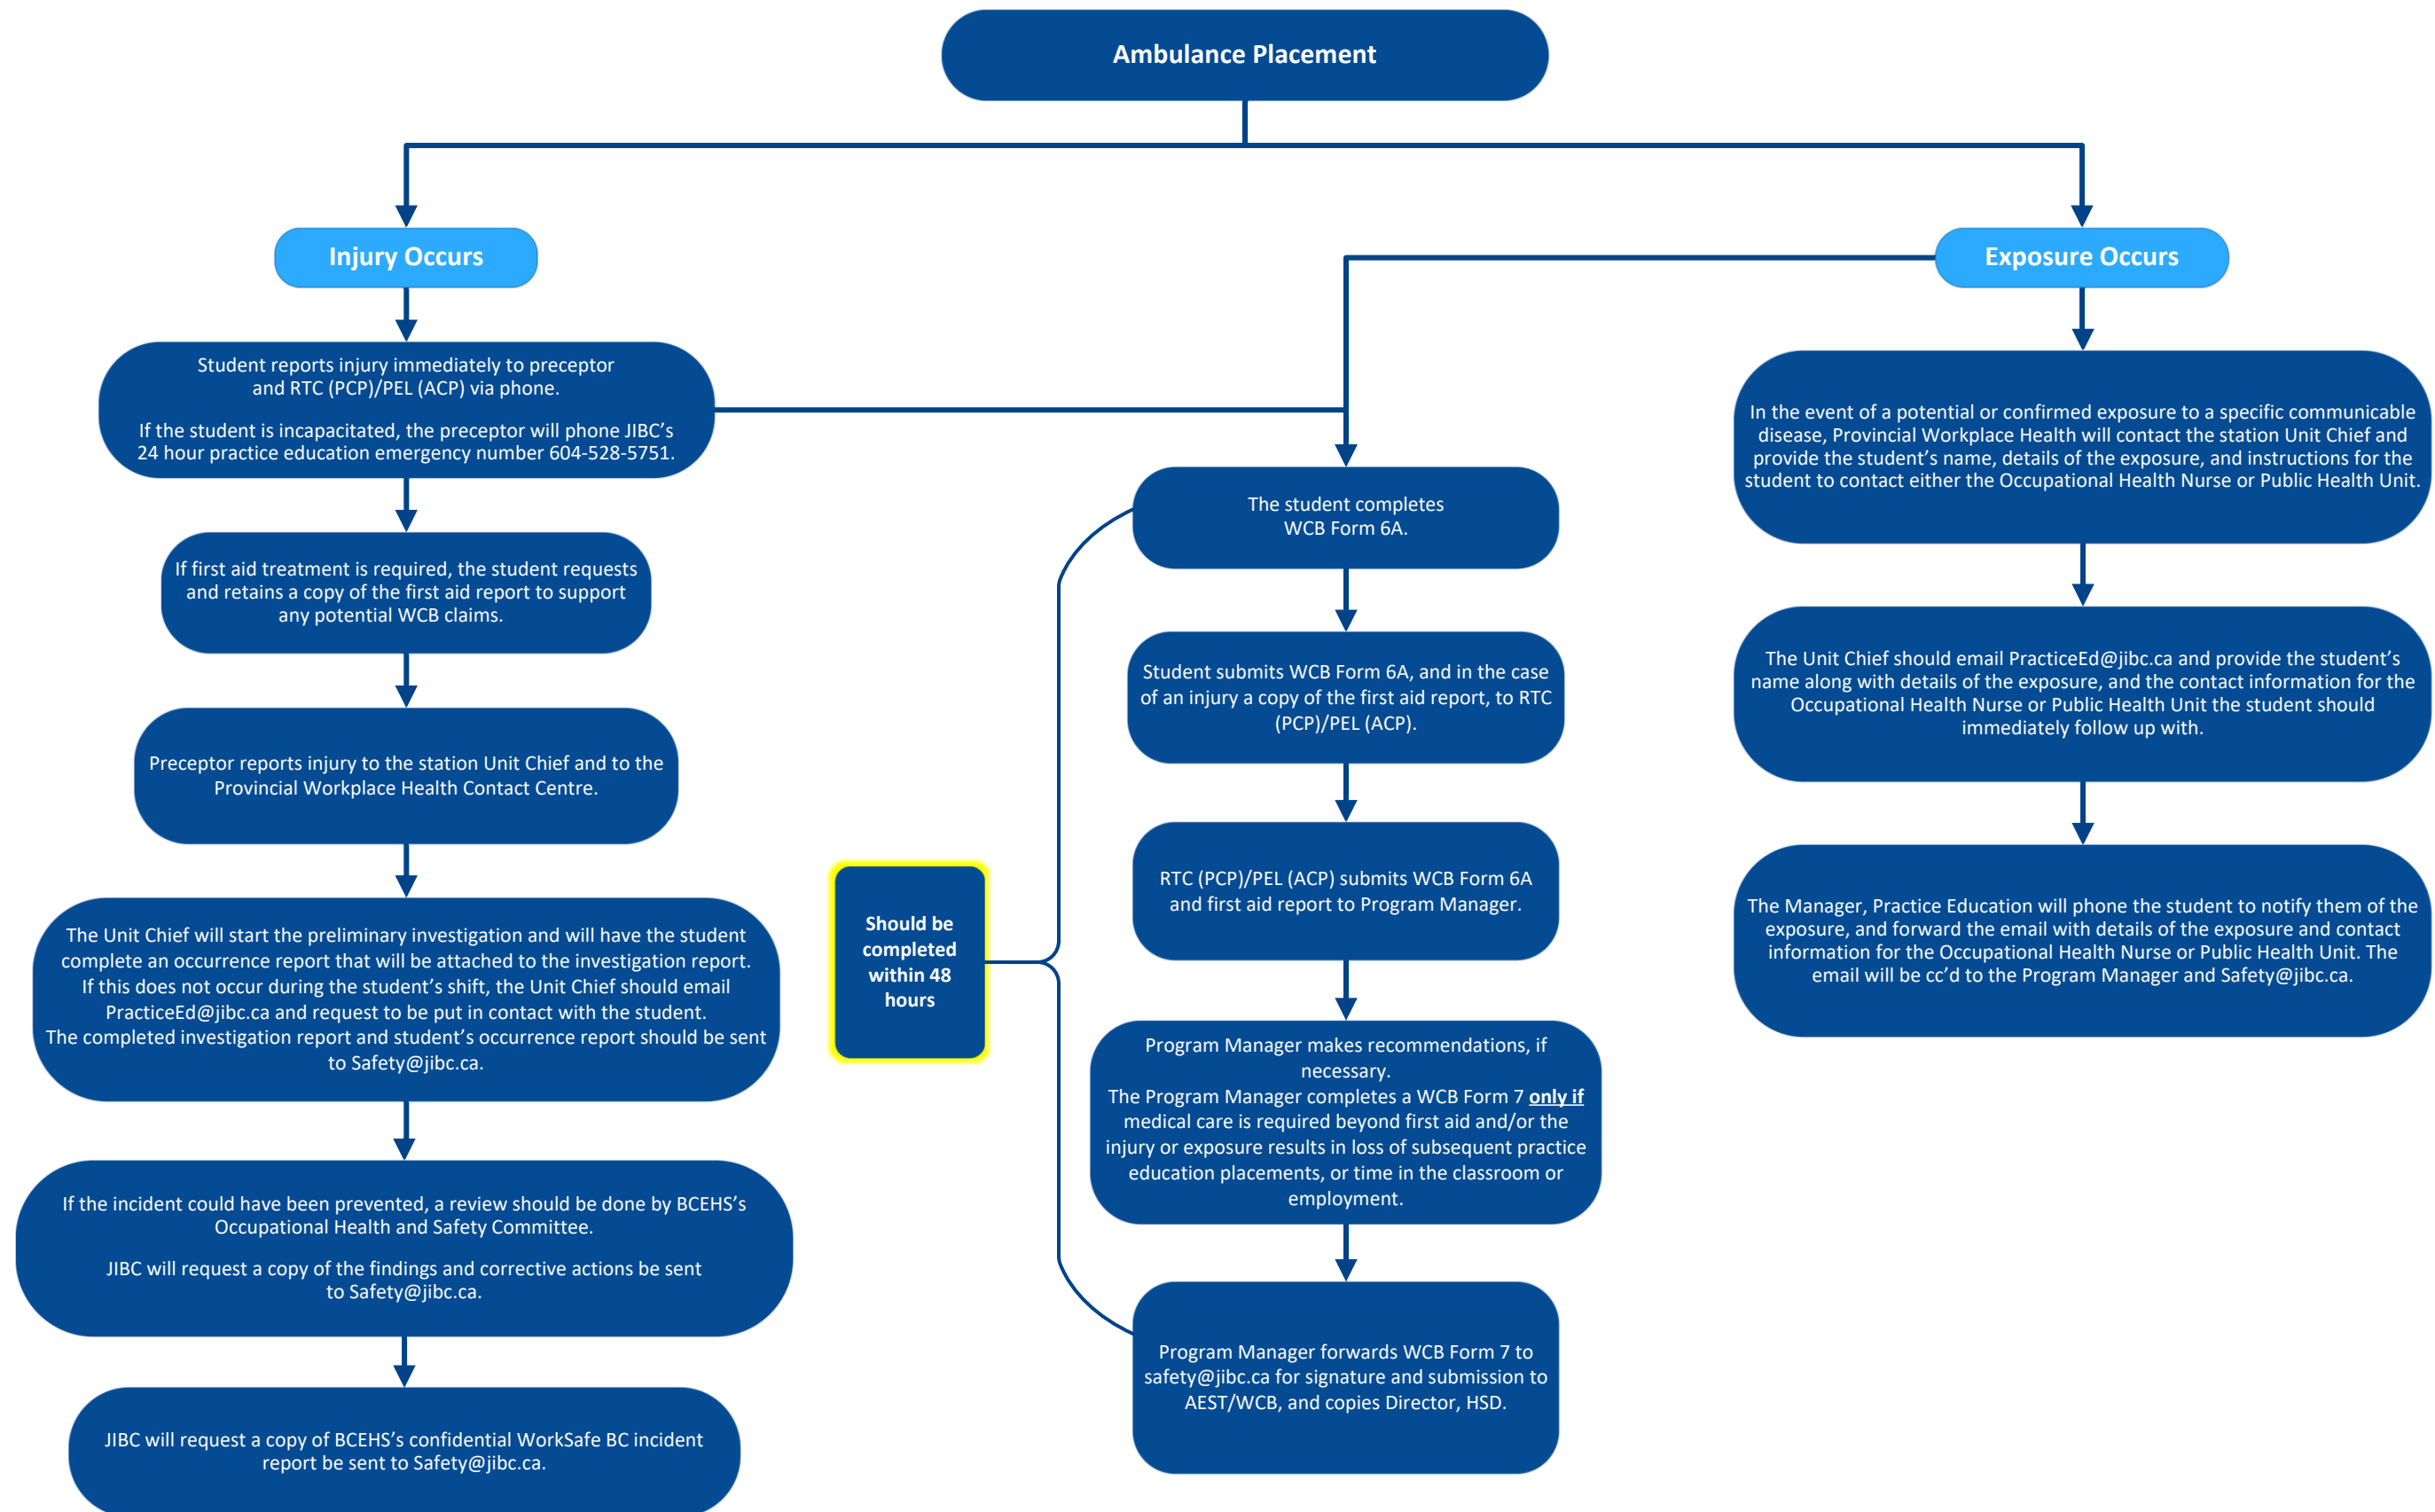 Ambulance Placement
Injury Occurs
Student reports injury immediately to preceptor
and RTC (PCP)/PEL (ACP) via phone.
If the student is incapacitated, the preceptor will phone JIBC’s
24 hour practice education emergency number 604-528-5751.
If first aid treatment is required, the student requests
and retains a copy of the first aid report to support
any potential WCB claims.
Preceptor reports injury to the station Unit Chief and to the
Provincial Workplace Health Contact Centre.
The Unit Chief will start the preliminary investigation and will have the student
complete an occurrence report that will be attached to the investigation report.
If this does not occur during the student’s shift, the Unit Chief should email
PracticeEd@jibc.ca and request to be put in contact with the student.
The completed investigation report and student’s occurrence report should be sent
to Safety@jibc.ca.
If the incident could have been prevented, a review should be done by BCEHS’s
Occupational Health and Safety Committee.
JIBC will request a copy of the findings and corrective actions be sent
to Safety@jibc.ca.
JIBC will request a copy of BCEHS’s confidential WorkSafe BC incident
report be sent to Safety@jibc.ca.
Should be
completed
within 48
hours
The student completes
WCB Form 6A.
Student submits WCB Form 6A, and in the case
of an injury a copy of the first aid report, to RTC
(PCP)/PEL (ACP).
RTC (PCP)/PEL (ACP) submits WCB Form 6A
and first aid report to Program Manager.
Program Manager makes recommendations, if
necessary.
The Program Manager completes a WCB Form 7 only if
medical care is required beyond first aid and/or the
injury or exposure results in loss of subsequent practice
education placements, or time in the classroom or
employment.
Program Manager forwards WCB Form 7 to
safety@jibc.ca for signature and submission to
AEST/WCB, and copies Director, HSD.
Exposure Occurs
In the event of a potential or confirmed exposure to a specific communicable
disease, Provincial Workplace Health will contact the station Unit Chief and
provide the student’s name, details of the exposure, and instructions for the
student to contact either the Occupational Health Nurse or Public Health Unit.
The Unit Chief should email PracticeEd@jibc.ca and provide the student’s
name along with details of the exposure, and the contact information for the
Occupational Health Nurse or Public Health Unit the student should
immediately follow up with.
The Manager, Practice Education will phone the student to notify them of the
exposure, and forward the email with details of the exposure and contact
information for the Occupational Health Nurse or Public Health Unit. The
email will be cc’d to the Program Manager and Safety@jibc.ca.